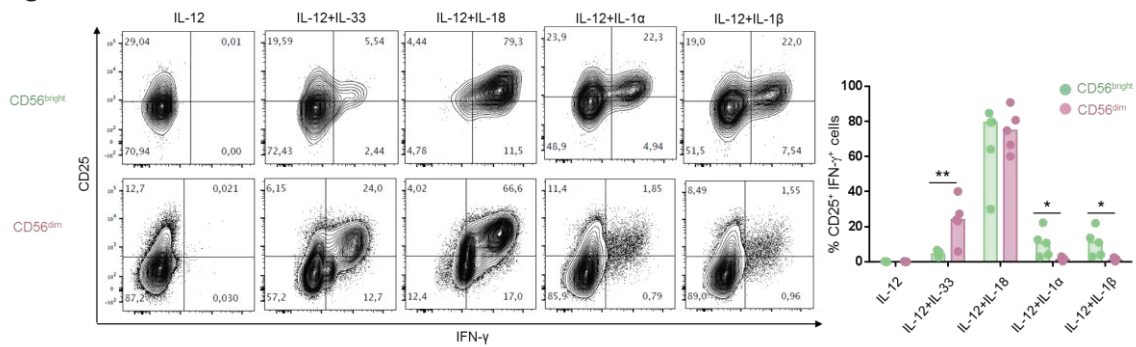 IL-12 IL-12+IL-33 IL-12+IL-18 IL-12+IL-1α IL-12+IL-1β
29,04 0,01 19,59 5,54 4,44 79,3 23,9 22,3 19,0 22,0
CD56bright
70,94 0,00 72,43 2,44 4,78 11,5 48,9 4,94 51,5 7,54
CD25
12,7 0,021 6,15 24,0 4,02 66,6 11,4 1,85 8,49 1,55
CD56dim
87,2 0,030 57,2 12,7 12,4 17,0 85,9 0,79 89,0 0,96
IFN-γ
% CD25+ IFN-γ+ cells
100
80
60
40
20
0
CD56bright
CD56dim
**
*
*
IL-12
IL-12+IL-33
IL-12+IL-18
IL-12+IL-1α
IL-12+IL-1β